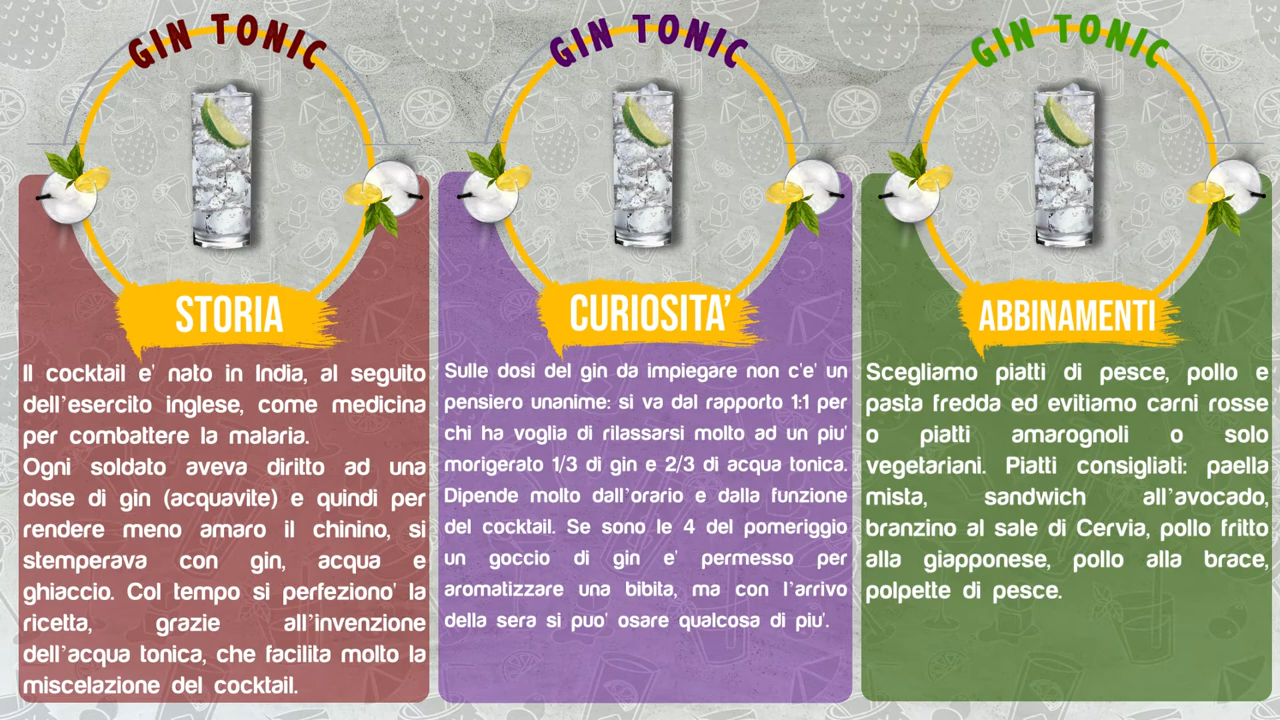 GIN TONIC
STORIA
Il cocktail e' nato in India, al seguito
dell'esercito inglese, come medicina
per combattere la malaria.
Ogni soldato aveva diritto ad una
dose di gin (acquavite) e quindi per
rendere meno amaro il chinino, si
stemperava con gin, acqua e
ghiaccio. Col tempo si perfeziono' la
ricetta, grazie all'invenzione
dell'acqua tonica, che facilita molto la
miscelazione del cocktail.
GIN TONIC
CURIOSITA'
Sulle dosi del gin da impiegare non c'e' un
pensiero unanime: si va dal rapporto 1:1 per
chi ha voglia di rilassarsi molto ad un piu'
morigerato 1/3 di gin e 2/3 di acqua tonica.
Dipende molto dall'orario e dalla funzione
del cocktail. Se sono le 4 del pomeriggio
un goccio di gin e' permesso per
aromatizzare una bibita, ma con l'arrivo
della sera si puo' osare qualcosa di piu'.
GIN TONIC
ABBINAMENTI
Scegliamo piatti di pesce, pollo e
pasta fredda ed evitiamo carni rosse
o piatti amarognoli o solo
vegetariani. Piatti consigliati: paella
mista, sandwich all'avocado,
branzino al sale di Cervia, pollo fritto
alla giapponese, pollo alla brace,
polpette di pesce.